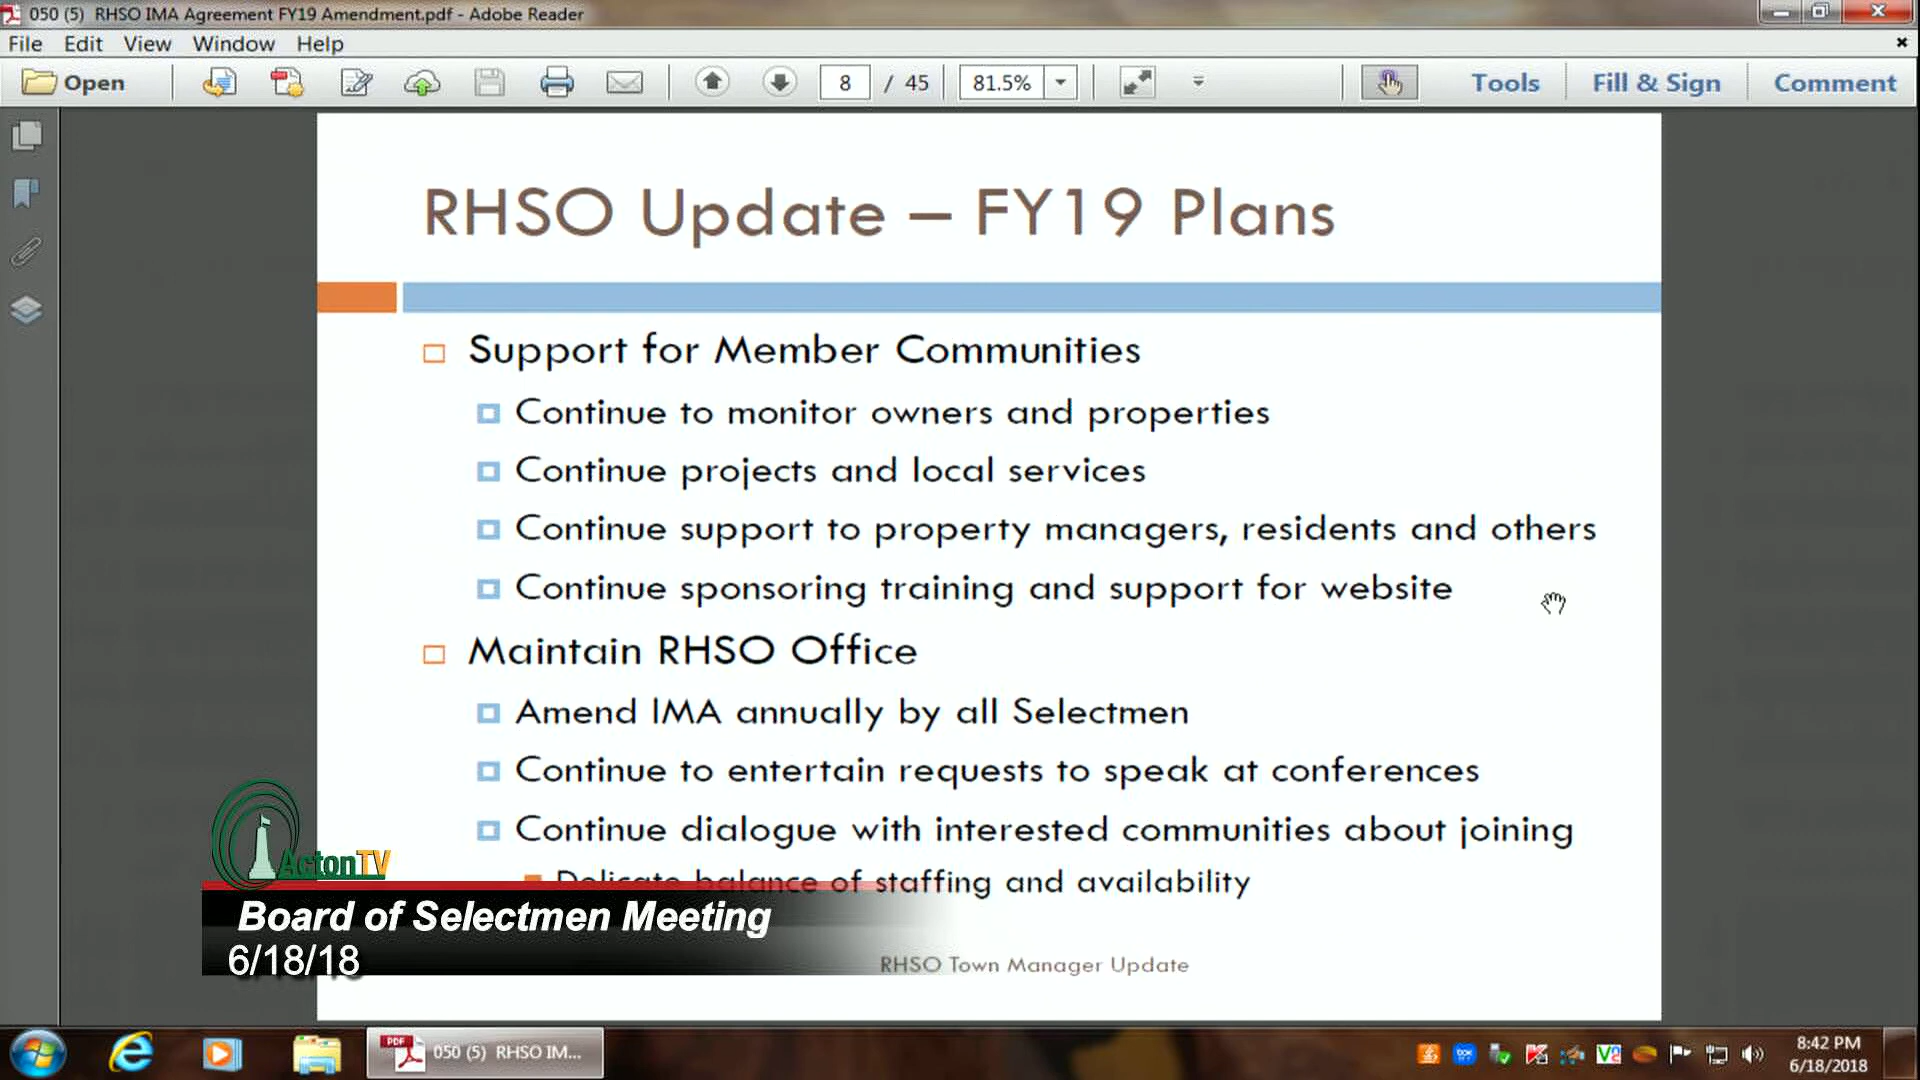 050 (5) RHSO IMA Agreement FY19 Amendment.pdf - Adobe Reader
File Edit View Window Help
Open 8 / 45 81.5% Tools Fill & Sign Comment
RHSO Update – FY19 Plans
Support for Member Communities
Continue to monitor owners and properties
Continue projects and local services
Continue support to property managers, residents and others
Continue sponsoring training and support for website
Maintain RHSO Office
Amend IMA annually by all Selectmen
Continue to entertain requests to speak at conferences
Continue dialogue with interested communities about joining
Delicate balance of staffing and availability
ActonTV
Board of Selectmen Meeting
6/18/18
RHSO Town Manager Update
PDF 050 (5) RHSO IM...
8:42 PM
6/18/2018